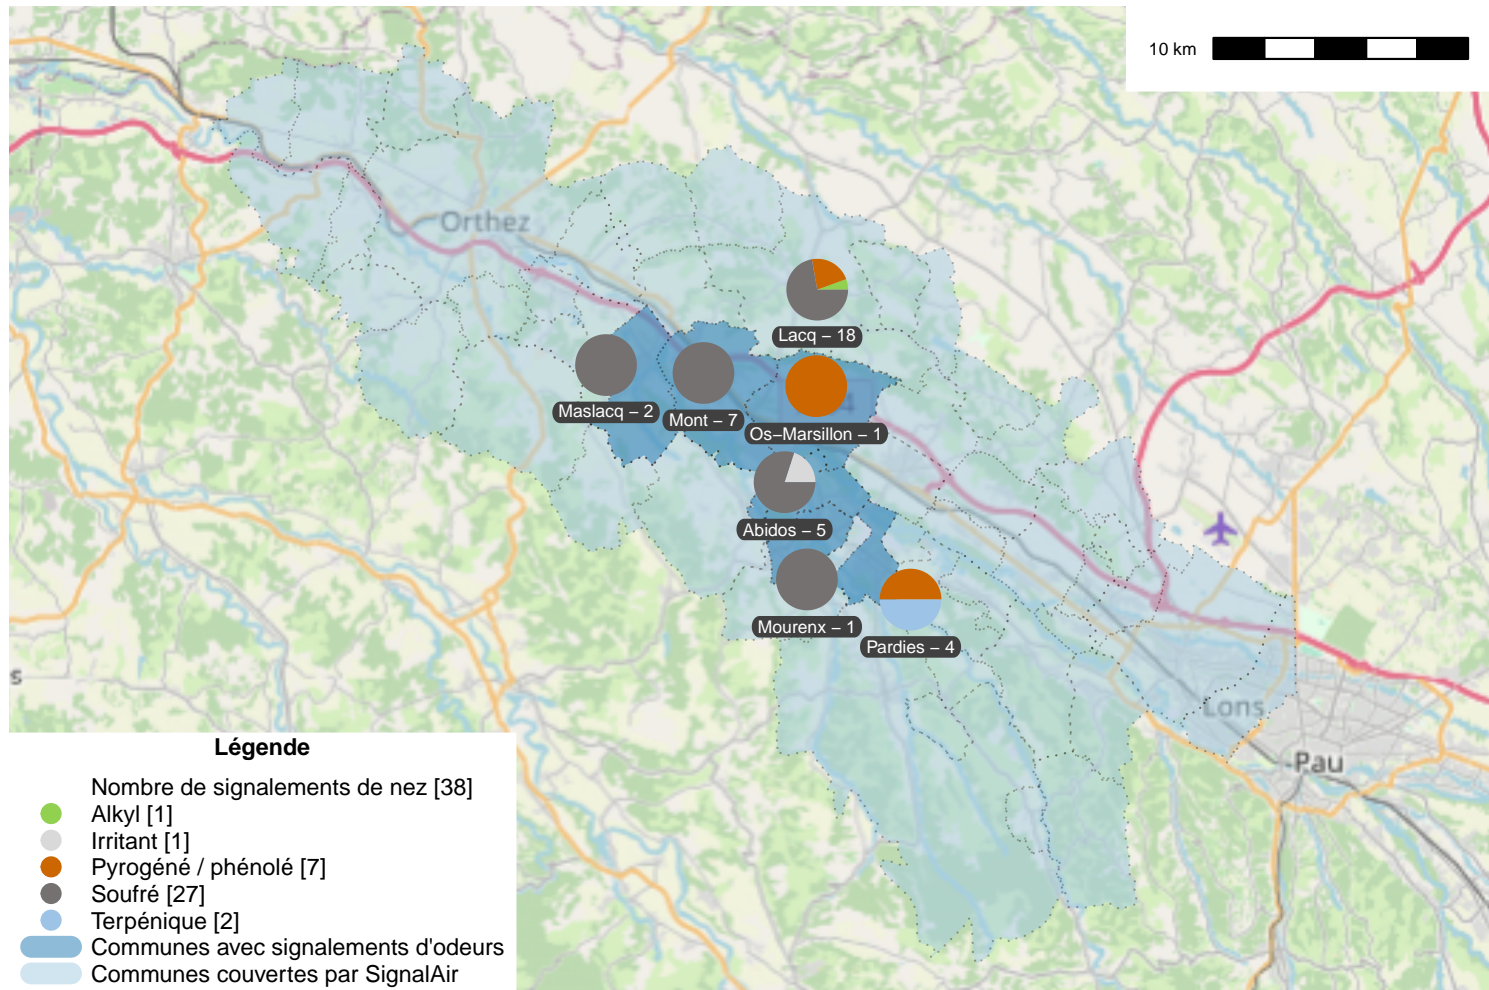 10 km
Orthez
Lacq – 18
Maslacq – 2
Mont – 7
Os−Marsillon – 1
Abidos – 5
Mourenx – 1
Pardies – 4
s
Lons
Pau
Légende
Nombre de signalements de nez [38]
Alkyl [1]
Irritant [1]
Pyrogéné / phénolé [7]
Soufré [27]
Terpénique [2]
Communes avec signalements d'odeurs
Communes couvertes par SignalAir